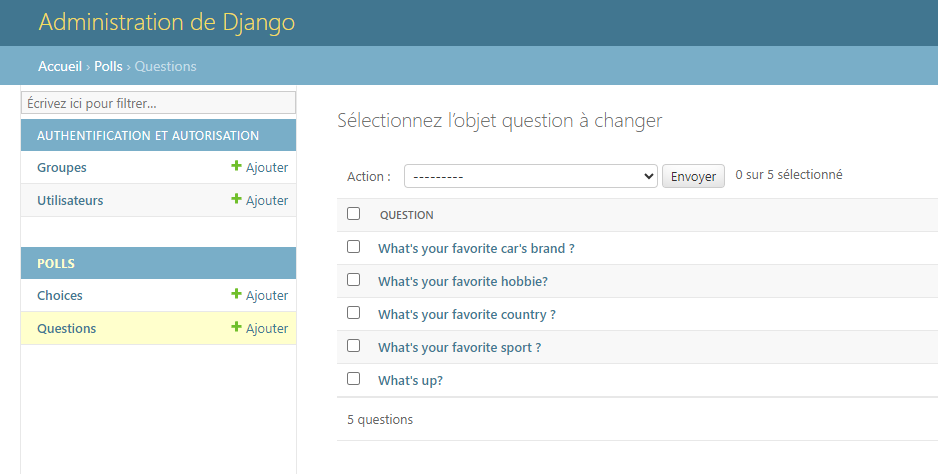 Administration de Django
Accueil › Polls › Questions
Écrivez ici pour filtrer…
AUTHENTIFICATION ET AUTORISATION
Groupes + Ajouter
Utilisateurs + Ajouter
POLLS
Choices + Ajouter
Questions + Ajouter
Sélectionnez l’objet question à changer
Action : --------- Envoyer 0 sur 5 sélectionné
QUESTION
What's your favorite car's brand ?
What's your favorite hobbie?
What's your favorite country ?
What's your favorite sport ?
What's up?
5 questions